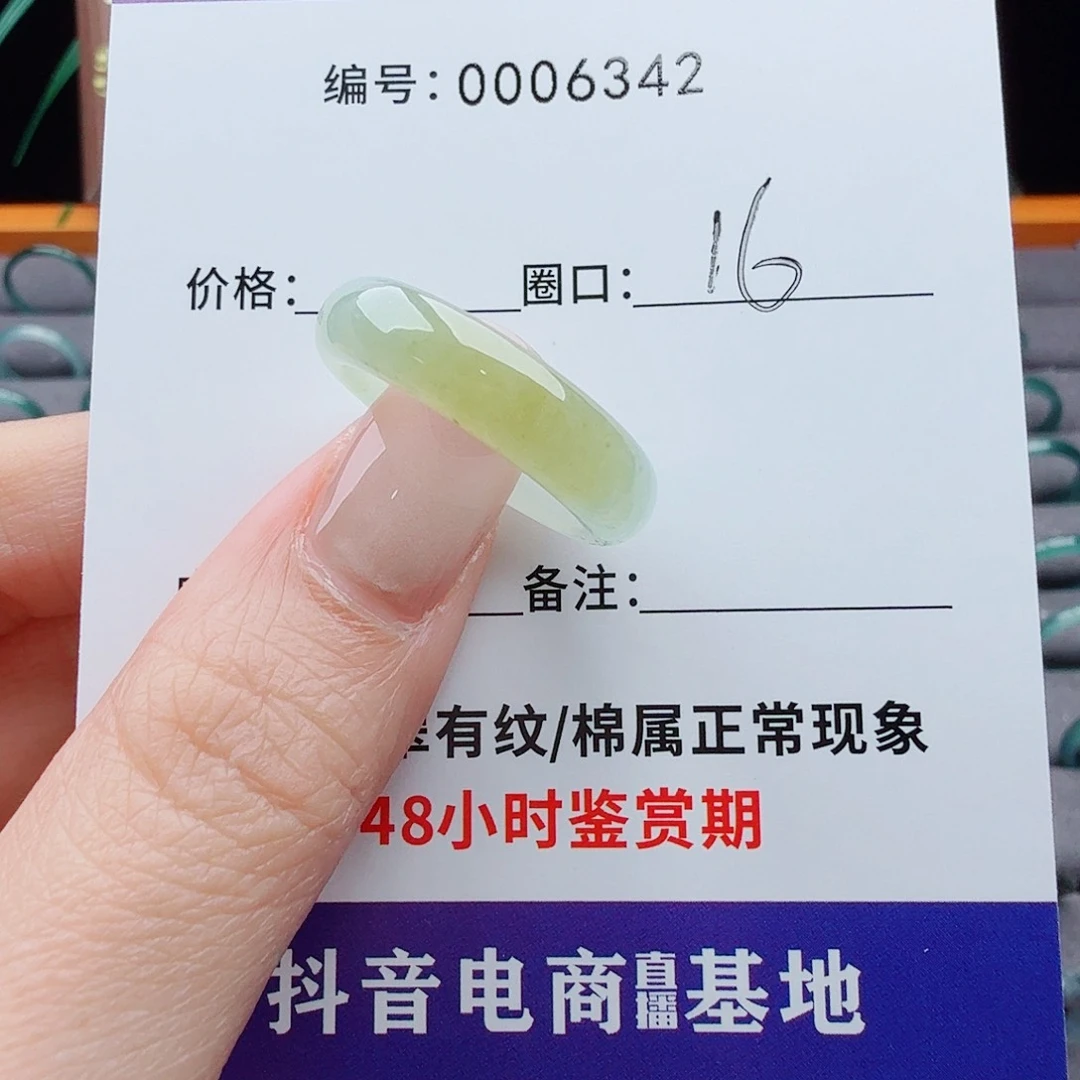 编号：0006342
价格： 圈口：16
备注：
有纹/棉属正常现象
48小时鉴赏期
抖音电商直播基地